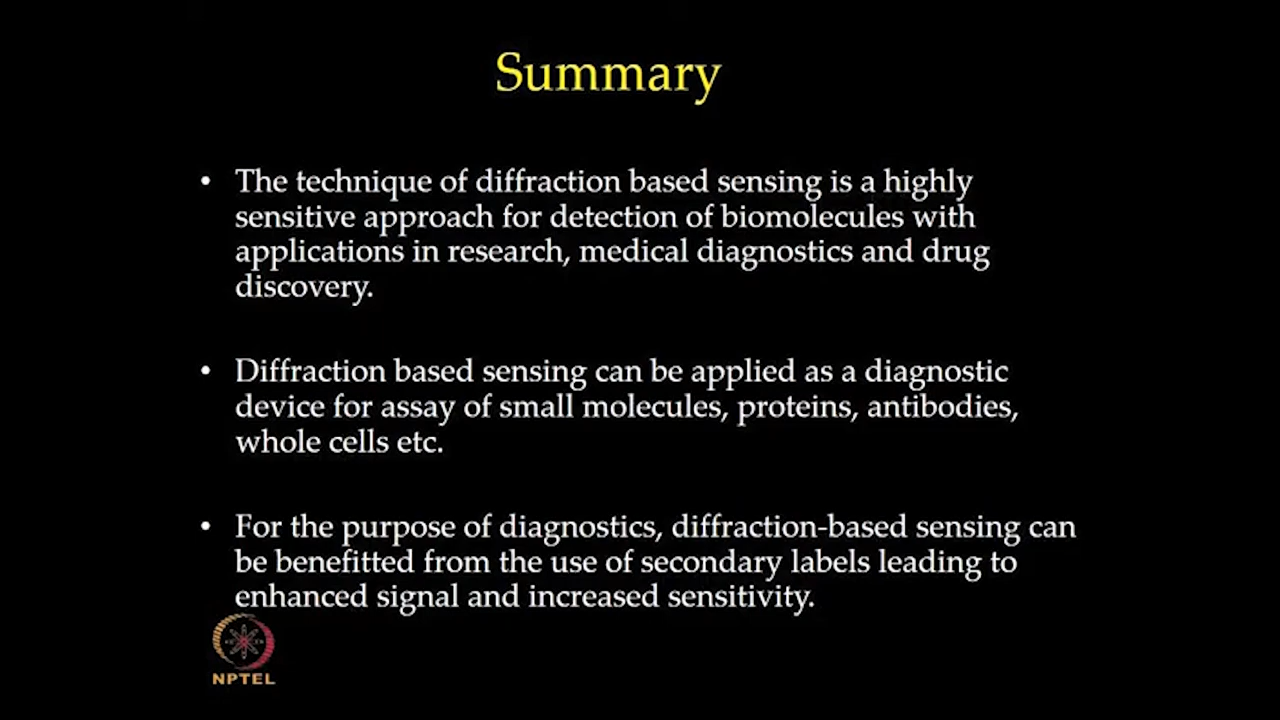 Summary
• The technique of diffraction based sensing is a highly
sensitive approach for detection of biomolecules with
applications in research, medical diagnostics and drug
discovery.
• Diffraction based sensing can be applied as a diagnostic
device for assay of small molecules, proteins, antibodies,
whole cells etc.
• For the purpose of diagnostics, diffraction-based sensing can
be benefitted from the use of secondary labels leading to
enhanced signal and increased sensitivity.
NPTEL